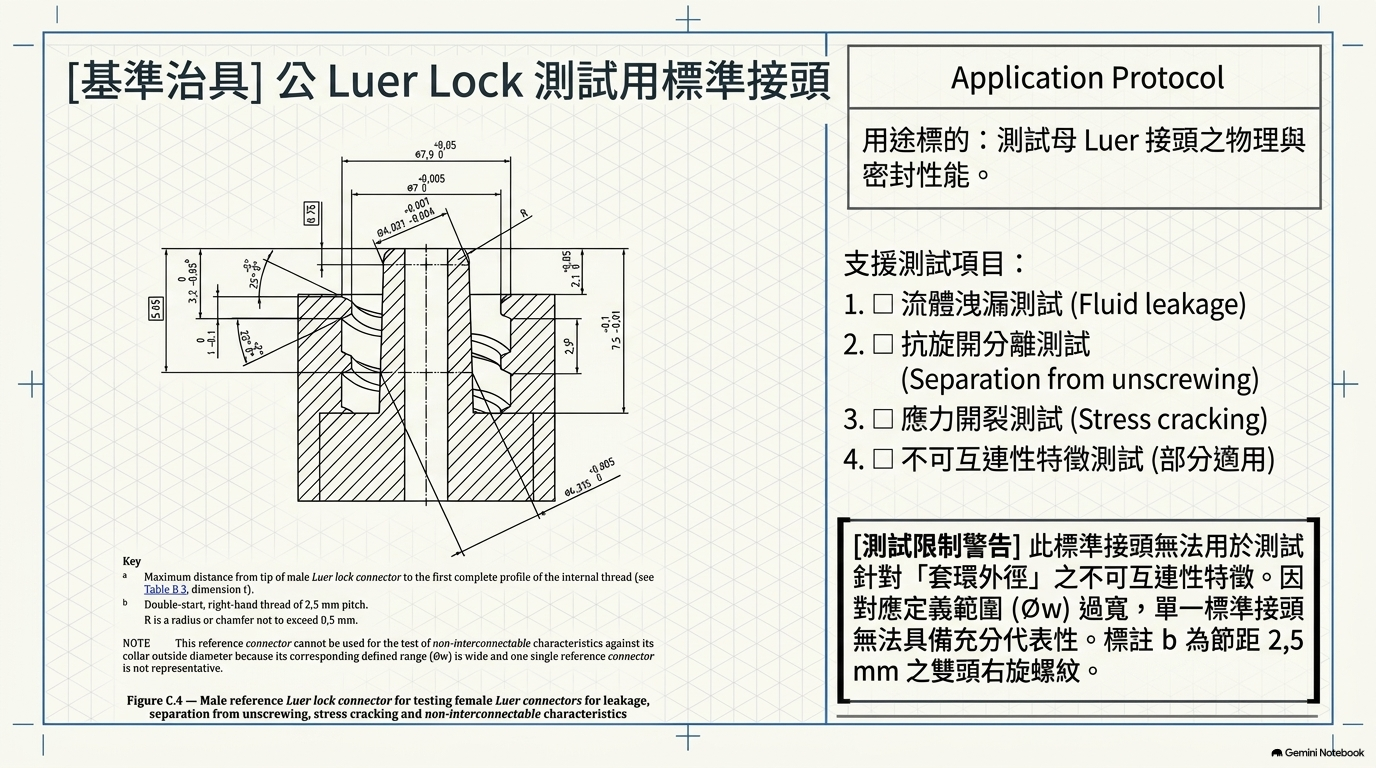 [基準治具] 公 Luer Lock 測試用標準接頭
+0,05
ø7,9 0
+0,005
ø7 0
R
2,9
Key
a Maximum distance from tip of male Luer lock connector to the first complete profile of the internal thread (see
Table B 3, dimension t).
b Double-start, right-hand thread of 2,5 mm pitch.
R is a radius or chamfer not to exceed 0,5 mm.
NOTE This reference connector cannot be used for the test of non-interconnectable characteristics against its
collar outside diameter because its corresponding defined range (Øw) is wide and one single reference connector
is not representative.
Figure C.4 — Male reference Luer lock connector for testing female Luer connectors for leakage,
separation from unscrewing, stress cracking and non-interconnectable characteristics
Application Protocol
用途標的：測試母 Luer 接頭之物理與
密封性能。
支援測試項目：
1. □ 流體洩漏測試 (Fluid leakage)
2. □ 抗旋開分離測試
(Separation from unscrewing)
3. □ 應力開裂測試 (Stress cracking)
4. □ 不可互連性特徵測試 (部分適用)
[測試限制警告] 此標準接頭無法用於測試
針對「套環外徑」之不可互連性特徵。因
對應定義範圍 (Øw) 過寬，單一標準接頭
無法具備充分代表性。標註 b 為節距 2,5
mm 之雙頭右旋螺紋。
Gemini Notebook